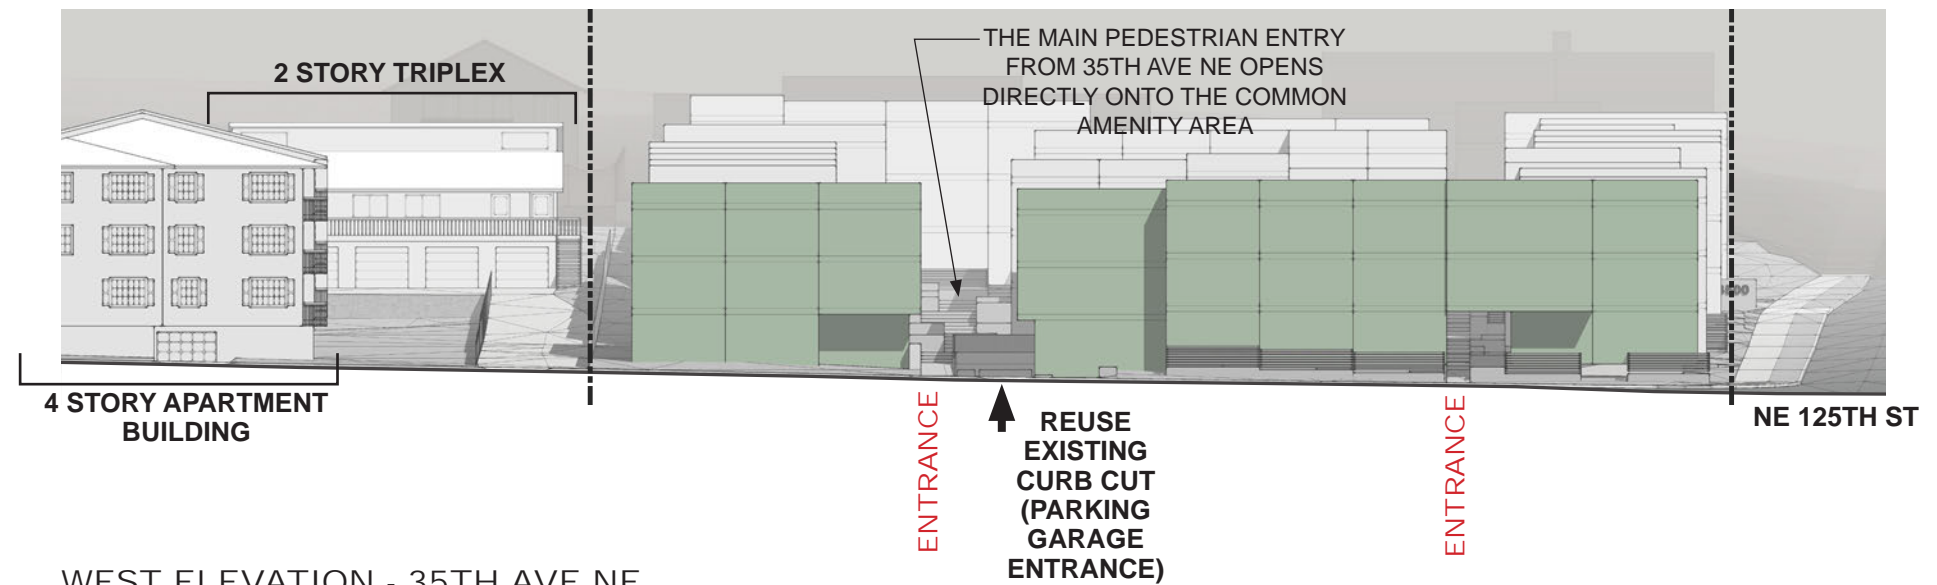 THE MAIN PEDESTRIAN ENTRY
FROM 35TH AVE NE OPENS
DIRECTLY ONTO THE COMMON
AMENITY AREA
2 STORY TRIPLEX
4 STORY APARTMENT
BUILDING
ENTRANCE
REUSE
EXISTING
CURB CUT
(PARKING
GARAGE
ENTRANCE)
ENTRANCE
NE 125TH ST
WEST ELEVATION - 35TH AVE NE